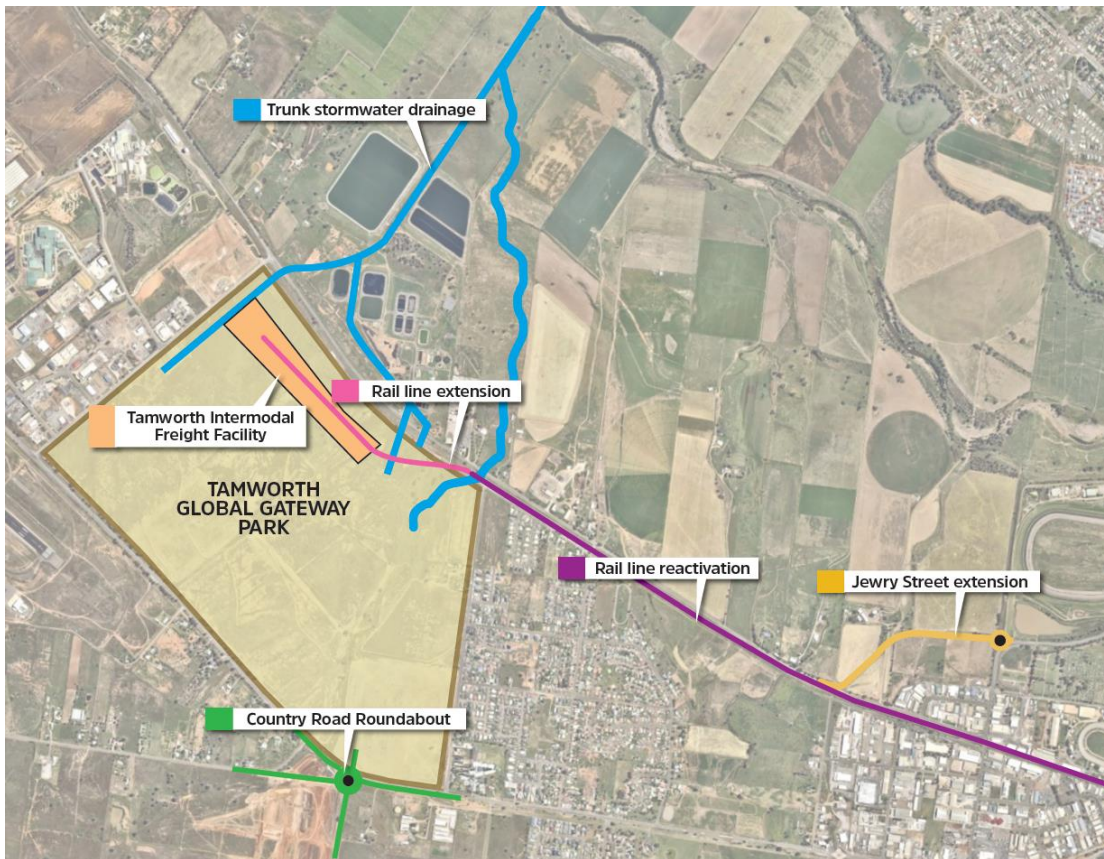 Trunk stormwater drainage
Rail line extension
Tamworth Intermodal
Freight Facility
TAMWORTH
GLOBAL GATEWAY
PARK
Rail line reactivation
Jewry Street extension
Country Road Roundabout